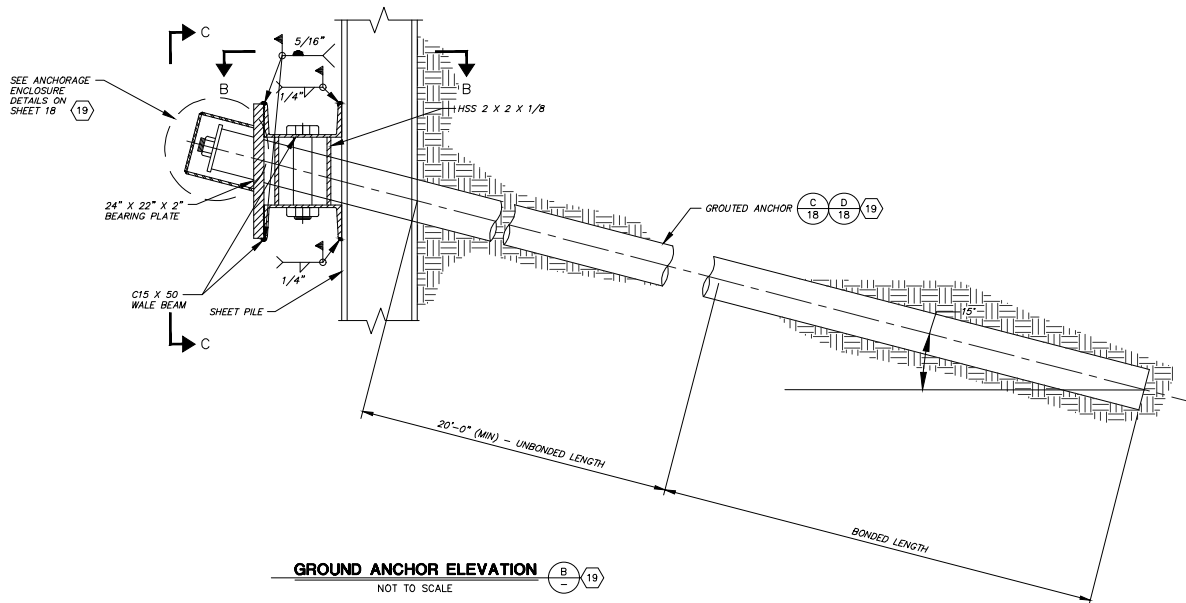 C
5/16"
B
B
SEE ANCHORAGE
ENCLOSURE
DETAILS ON
SHEET 18
19
1/4"
HSS 2 X 2 X 1/8
24" X 22" X 2"
BEARING PLATE
GROUTED ANCHOR
C
18
D
18
19
1/4"
C15 X 50
WALE BEAM
SHEET PILE
C
15°
20'-0" (MIN) - UNBONDED LENGTH
BONDED LENGTH
GROUND ANCHOR ELEVATION
B
-
19
NOT TO SCALE